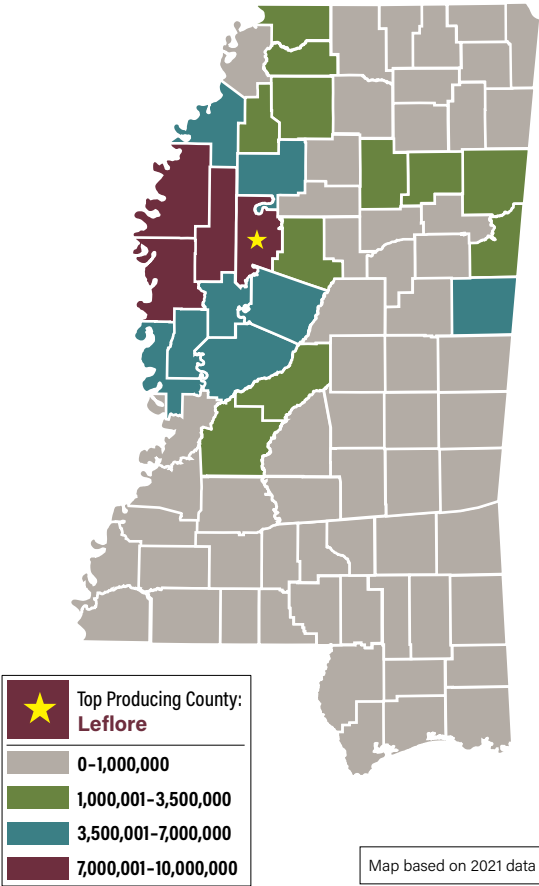 Top Producing County:
Leflore
0–1,000,000
1,000,001–3,500,000
3,500,001–7,000,000
7,000,001–10,000,000
Map based on 2021 data